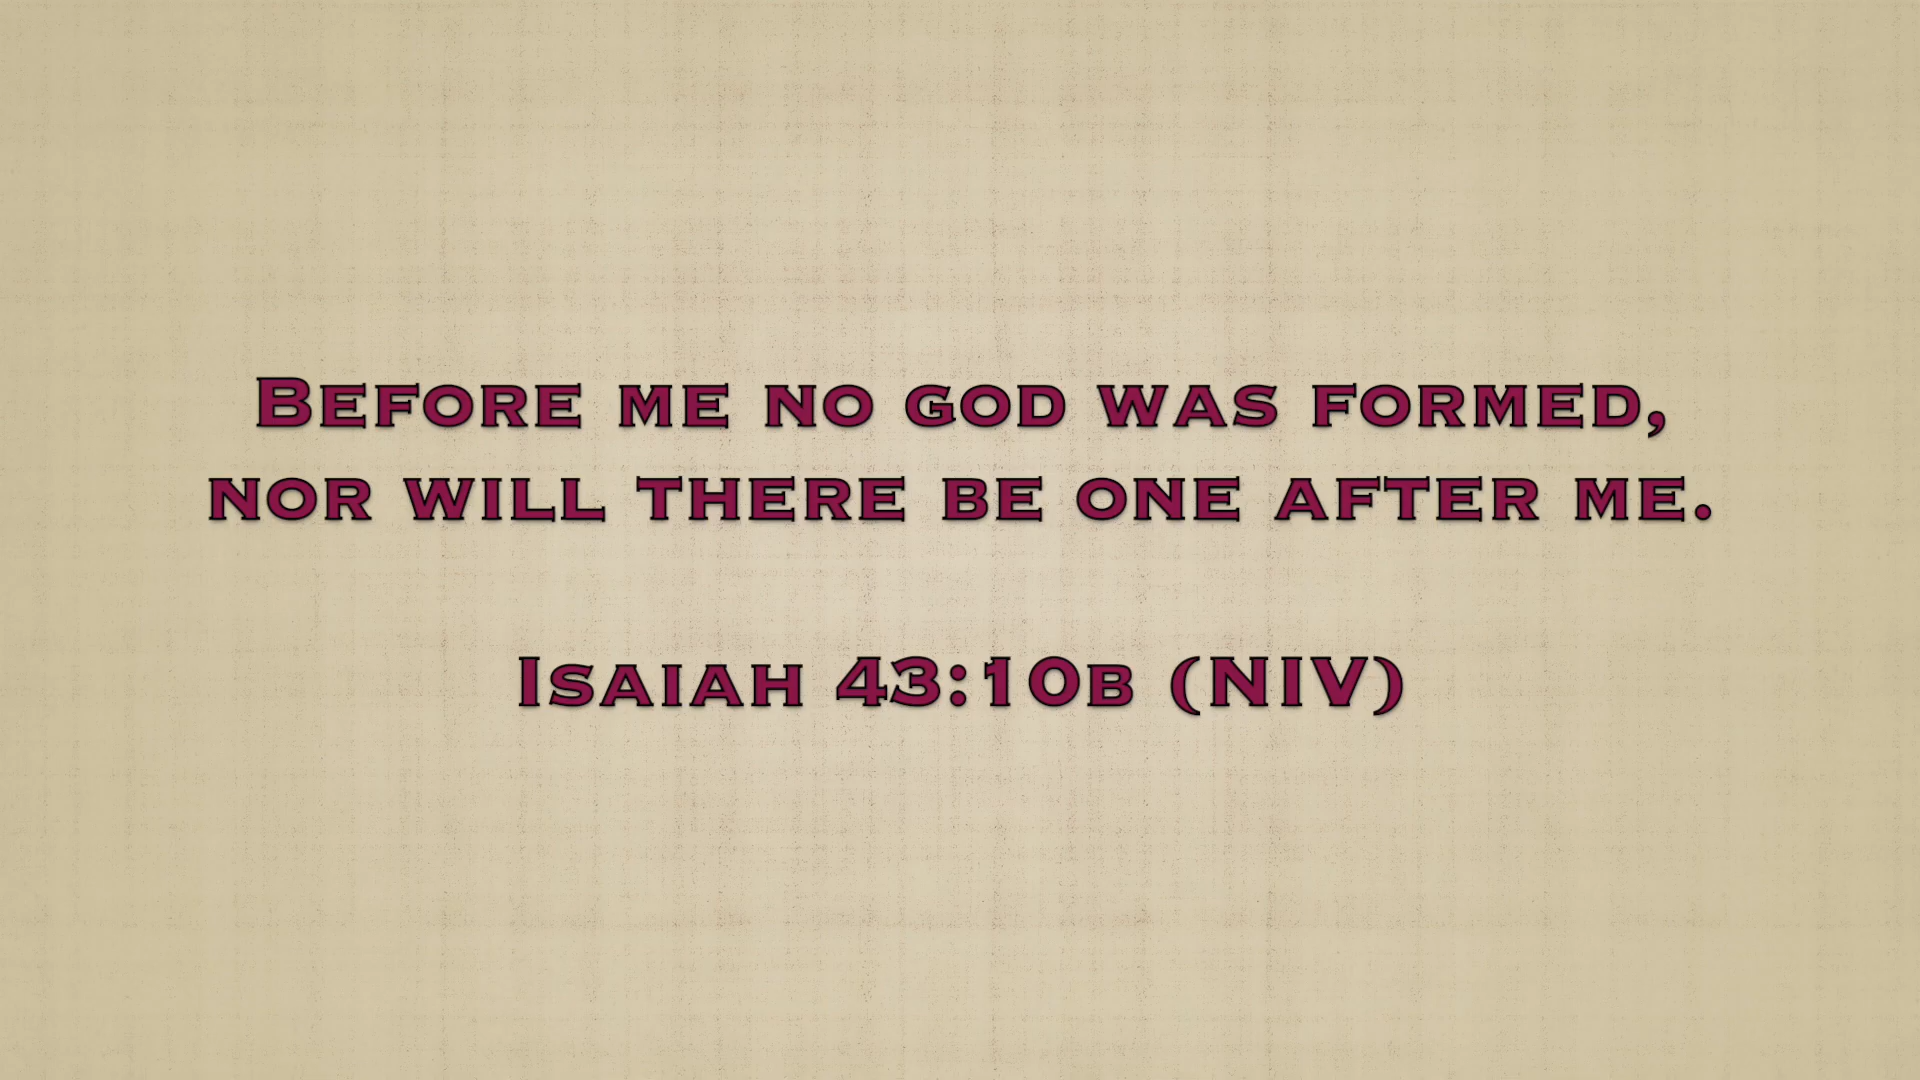 Before me no god was formed,
nor will there be one after me.
Isaiah 43:10b (NIV)